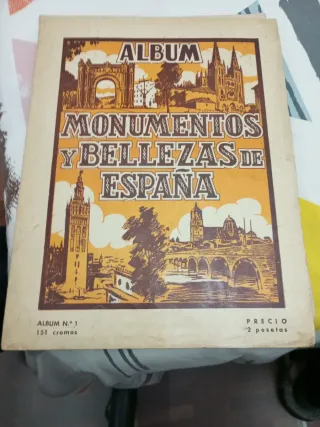 ALBUM
MONUMENTOS
Y BELLEZAS DE
ESPAÑA
ALBUM N.º 1
151 cromos
PRECIO
2 pesetas